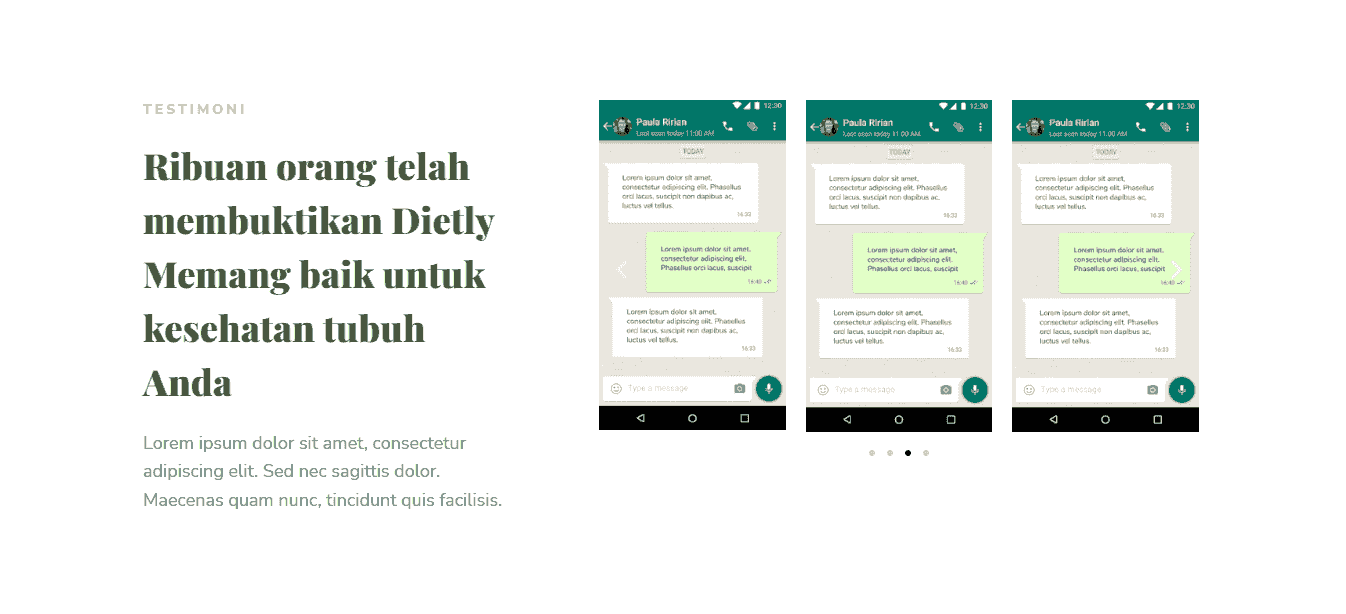 TESTIMONI
Ribuan orang telah
membuktikan Dietly
Memang baik untuk
kesehatan tubuh
Anda
Lorem ipsum dolor sit amet, consectetur
adipiscing elit. Sed nec sagittis dolor.
Maecenas quam nunc, tincidunt quis facilisis.
12:30
Paula Ririan
Last seen today 11:00 AM
TODAY
Lorem ipsum dolor sit amet,
consectetur adipiscing elit. Phasellus
orci lacus, suscipit non dapibus ac,
luctus vel tellus.
16:33
Lorem ipsum dolor sit amet,
consectetur adipiscing elit.
Phasellus orci lacus, suscipit
16:40
Lorem ipsum dolor sit amet,
consectetur adipiscing elit. Phasellus
orci lacus, suscipit non dapibus ac,
luctus vel tellus.
16:33
Type a message
12:30
Paula Ririan
Last seen today 11:00 AM
TODAY
Lorem ipsum dolor sit amet,
consectetur adipiscing elit. Phasellus
orci lacus, suscipit non dapibus ac,
luctus vel tellus.
16:33
Lorem ipsum dolor sit amet,
consectetur adipiscing elit.
Phasellus orci lacus, suscipit
16:40
Lorem ipsum dolor sit amet,
consectetur adipiscing elit. Phasellus
orci lacus, suscipit non dapibus ac,
luctus vel tellus.
16:33
Type a message
12:30
Paula Ririan
Last seen today 11:00 AM
TODAY
Lorem ipsum dolor sit amet,
consectetur adipiscing elit. Phasellus
orci lacus, suscipit non dapibus ac,
luctus vel tellus.
16:33
Lorem ipsum dolor sit amet,
consectetur adipiscing elit.
Phasellus orci lacus, suscipit
16:40
Lorem ipsum dolor sit amet,
consectetur adipiscing elit. Phasellus
orci lacus, suscipit non dapibus ac,
luctus vel tellus.
16:33
Type a message